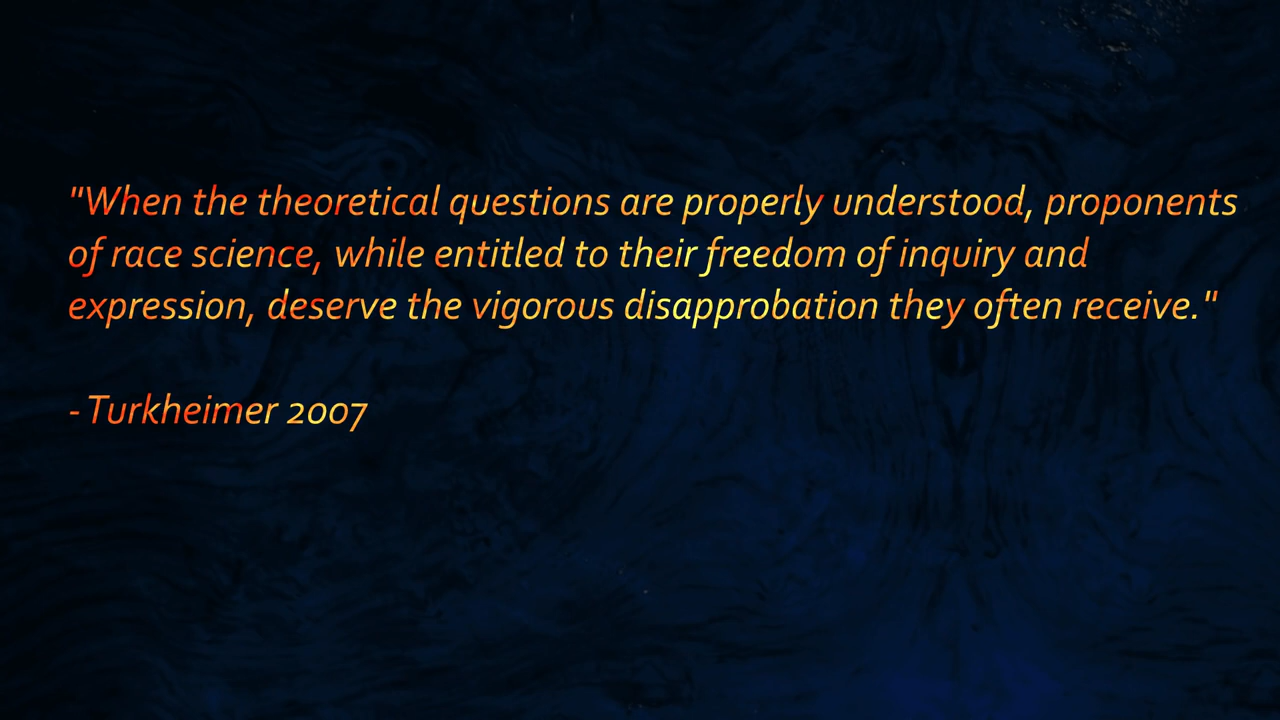 "When the theoretical questions are properly understood, proponents
of race science, while entitled to their freedom of inquiry and
expression, deserve the vigorous disapprobation they often receive."
- Turkheimer 2007